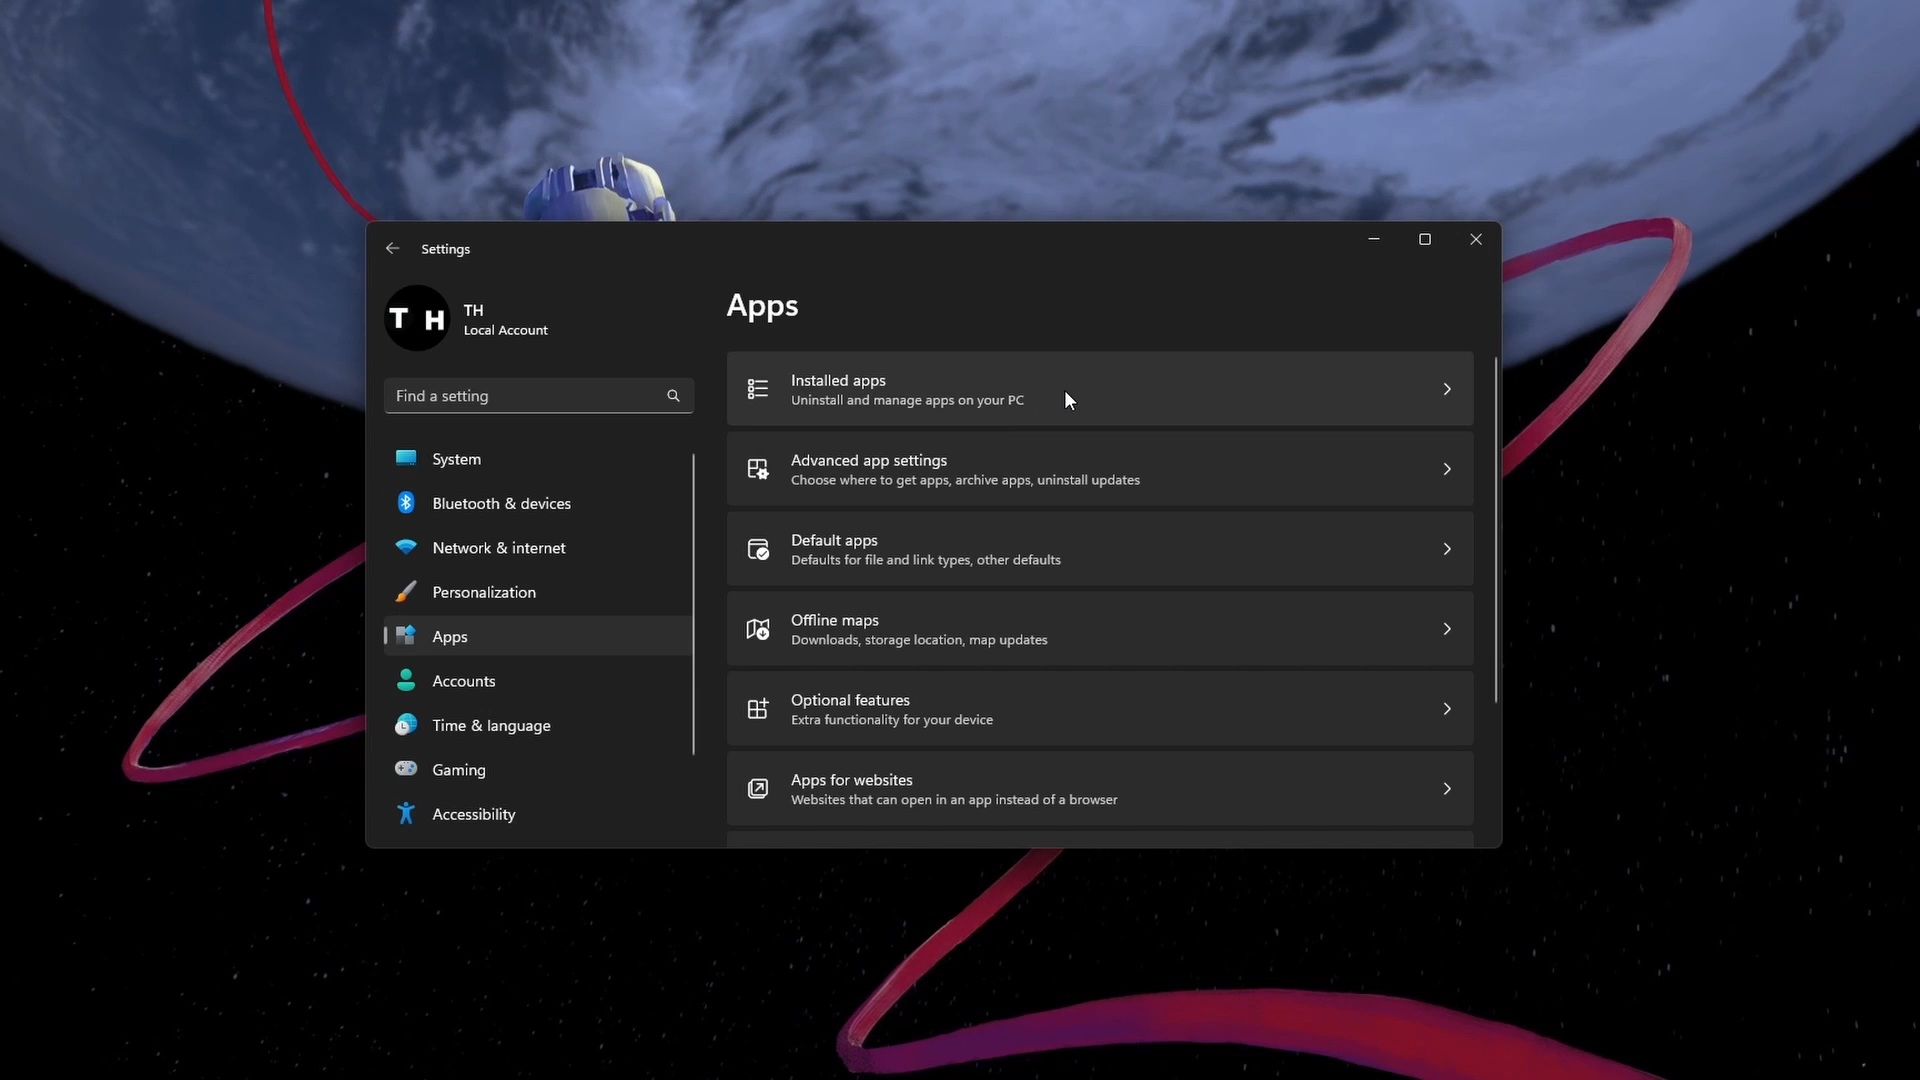 Settings
T H
TH
Local Account
Find a setting
System
Bluetooth & devices
Network & internet
Personalization
Apps
Accounts
Time & language
Gaming
Accessibility
Apps
Installed apps
Uninstall and manage apps on your PC
Advanced app settings
Choose where to get apps, archive apps, uninstall updates
Default apps
Defaults for file and link types, other defaults
Offline maps
Downloads, storage location, map updates
Optional features
Extra functionality for your device
Apps for websites
Websites that can open in an app instead of a browser